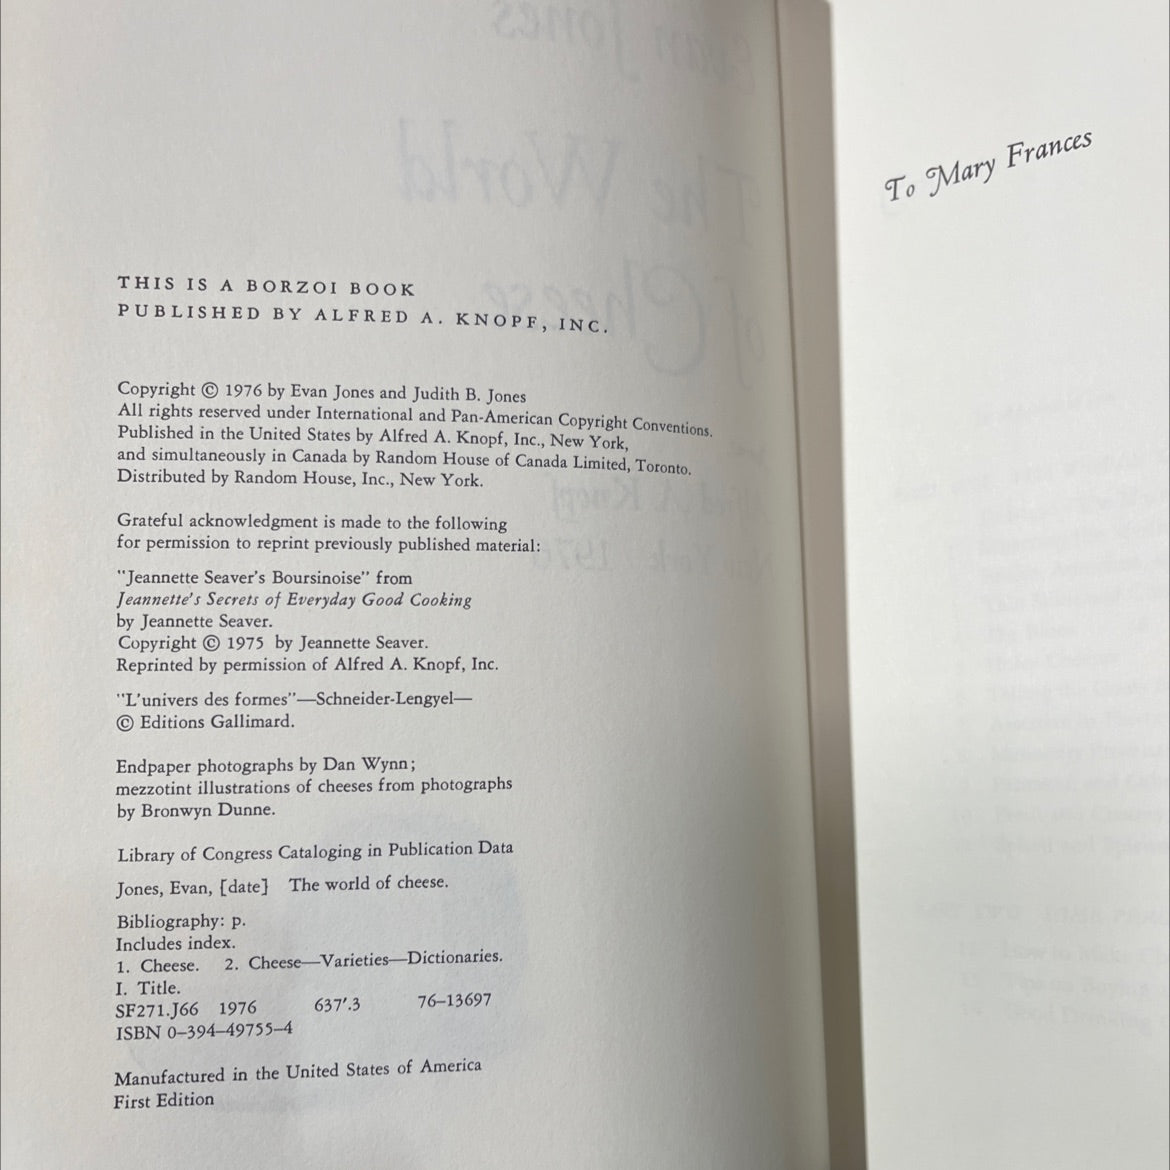 THIS IS A BORZOI BOOK
PUBLISHED BY ALFRED A. KNOPF, INC.
Copyright © 1976 by Evan Jones and Judith B. Jones
All rights reserved under International and Pan-American Copyright Conventions.
Published in the United States by Alfred A. Knopf, Inc., New York,
and simultaneously in Canada by Random House of Canada Limited, Toronto.
Distributed by Random House, Inc., New York.
Grateful acknowledgment is made to the following
for permission to reprint previously published material:
"Jeannette Seaver's Boursinoise" from
Jeannette's Secrets of Everyday Good Cooking
by Jeannette Seaver.
Copyright © 1975 by Jeannette Seaver.
Reprinted by permission of Alfred A. Knopf, Inc.
"L'univers des formes"—Schneider-Lengyel—
© Editions Gallimard.
Endpaper photographs by Dan Wynn;
mezzotint illustrations of cheeses from photographs
by Bronwyn Dunne.
Library of Congress Cataloging in Publication Data
Jones, Evan, [date] The world of cheese.
Bibliography: p.
Includes index.
1. Cheese. 2. Cheese—Varieties—Dictionaries.
I. Title.
SF271.J66 1976 637'.3 76–13697
ISBN 0–394–49755–4
Manufactured in the United States of America
First Edition
To Mary Frances